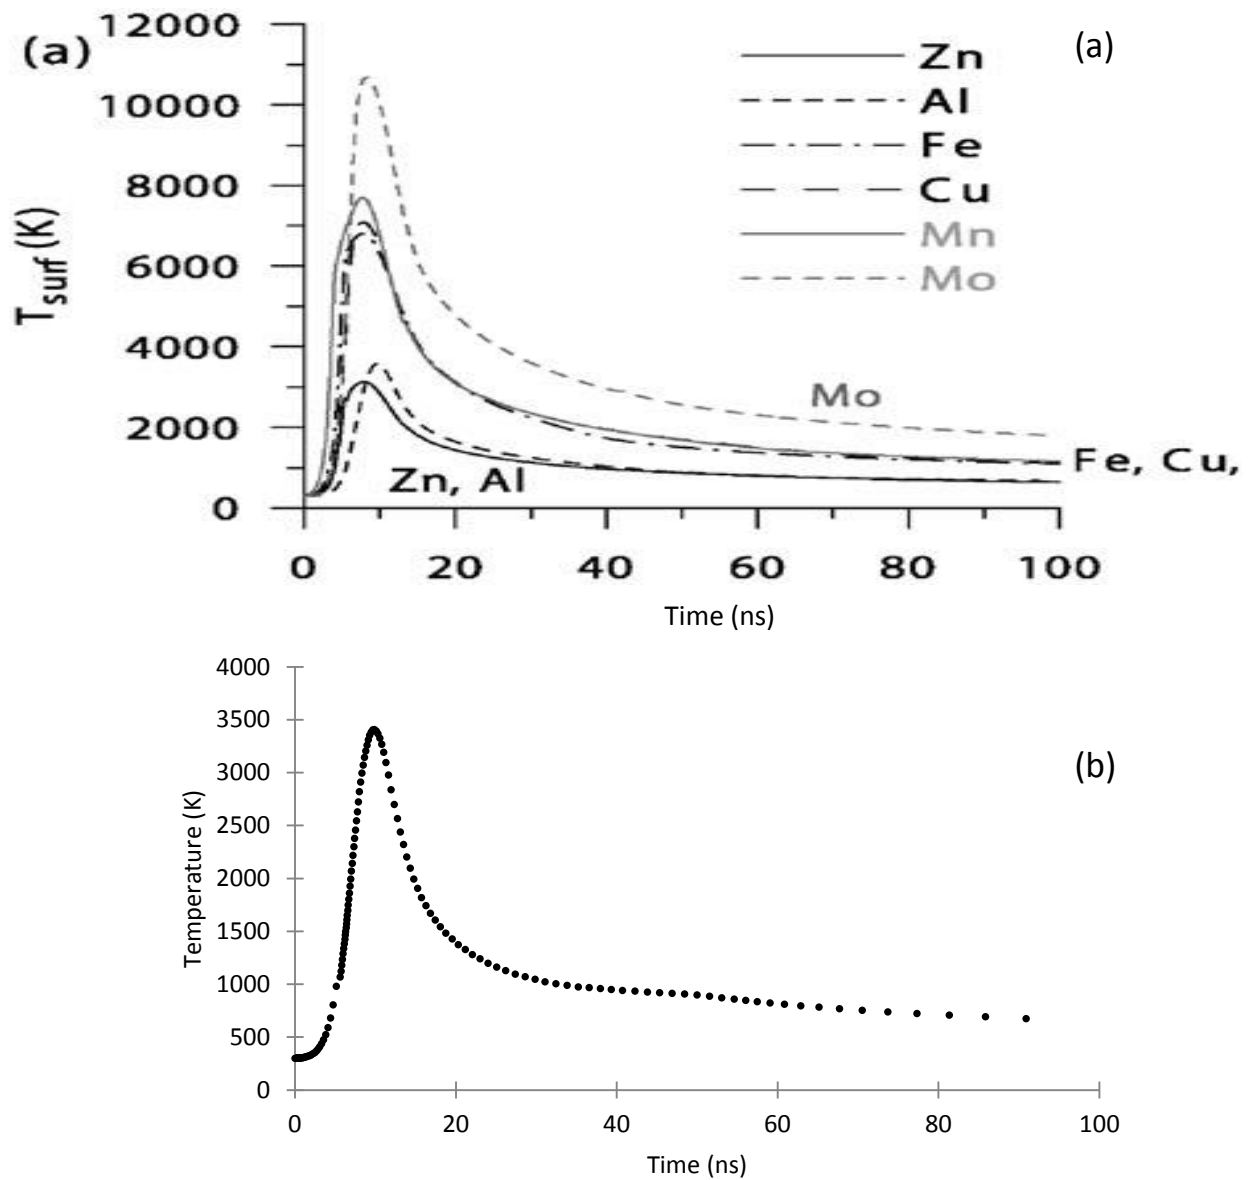 (a)
12000
10000
8000
6000
4000
2000
0
T_surf (K)
(a)
Zn
Al
Fe
Cu
Mn
Mo
Mo
Fe, Cu,
Zn, Al
0 20 40 60 80 100
Time (ns)
4000
3500
3000
2500
2000
1500
1000
500
0
Temperature (K)
(b)
0 20 40 60 80 100
Time (ns)